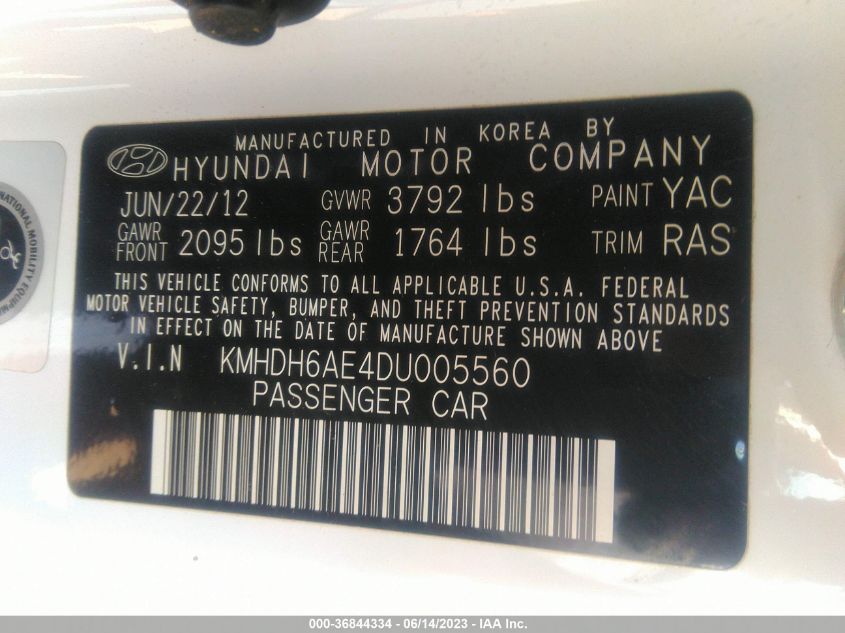 MANUFACTURED IN KOREA BY
HYUNDAI MOTOR COMPANY
JUN/22/12 GVWR 3792 lbs PAINT YAC
GAWR FRONT 2095 lbs GAWR REAR 1764 lbs TRIM RAS
THIS VEHICLE CONFORMS TO ALL APPLICABLE U.S.A. FEDERAL
MOTOR VEHICLE SAFETY, BUMPER, AND THEFT PREVENTION STANDARDS
IN EFFECT ON THE DATE OF MANUFACTURE SHOWN ABOVE
V.I.N KMHDH6AE4DU005560
PASSENGER CAR
NATIONAL MOBILITY EQUIPM
000-36844334 - 06/14/2023 - IAA Inc.